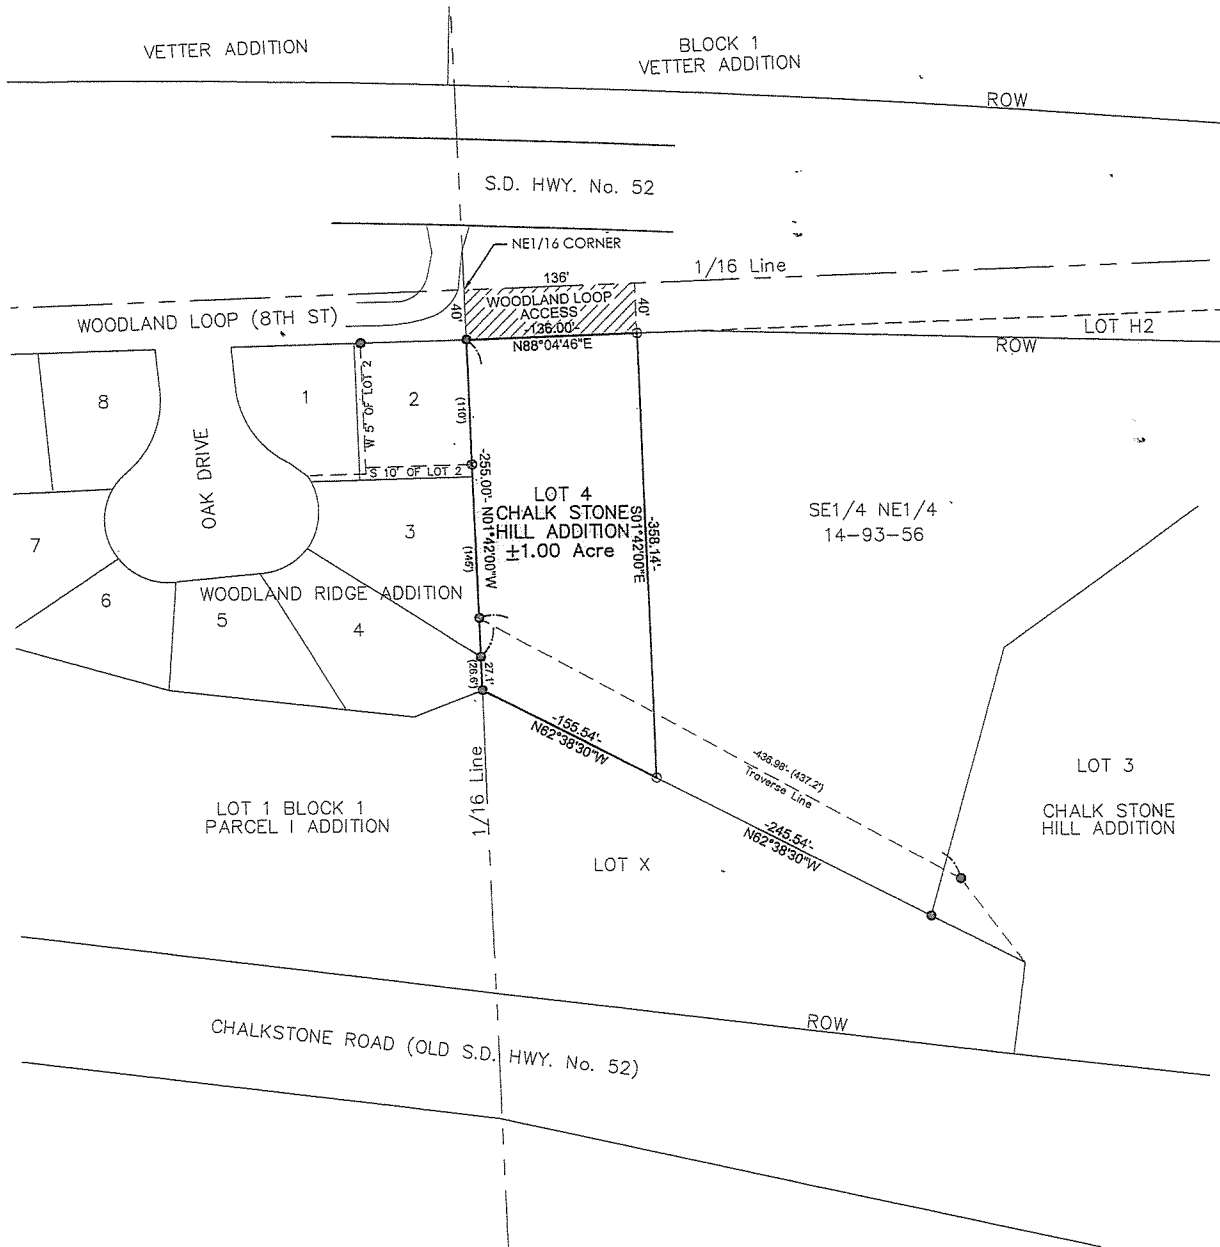 VETTER ADDITION
BLOCK 1
VETTER ADDITION
ROW
S.D. HWY. No. 52
NE1/16 CORNER
1/16 Line
136'
WOODLAND LOOP
ACCESS
40'
40'
-136.00'-
N88°04'46"E
WOODLAND LOOP (8TH ST)
LOT H2
ROW
8
1
W 5' OF LOT 2
2
(110')
OAK DRIVE
S 10' OF LOT 2
-255.00'- N01°42'00"W
LOT 4
CHALK STONE
HILL ADDITION
±1.00 Acre
-358.14'-
S01°42'00"E
SE1/4 NE1/4
14-93-56
7
3
(145')
6
WOODLAND RIDGE ADDITION
5
4
27.1'
(26.6')
-155.54'-
N62°38'30"W
-436.98'- (437.2')
Traverse Line
LOT 3
CHALK STONE
HILL ADDITION
1/16 Line
LOT 1 BLOCK 1
PARCEL I ADDITION
-245.54'-
N62°38'30"W
LOT X
ROW
CHALKSTONE ROAD (OLD S.D. HWY. No. 52)